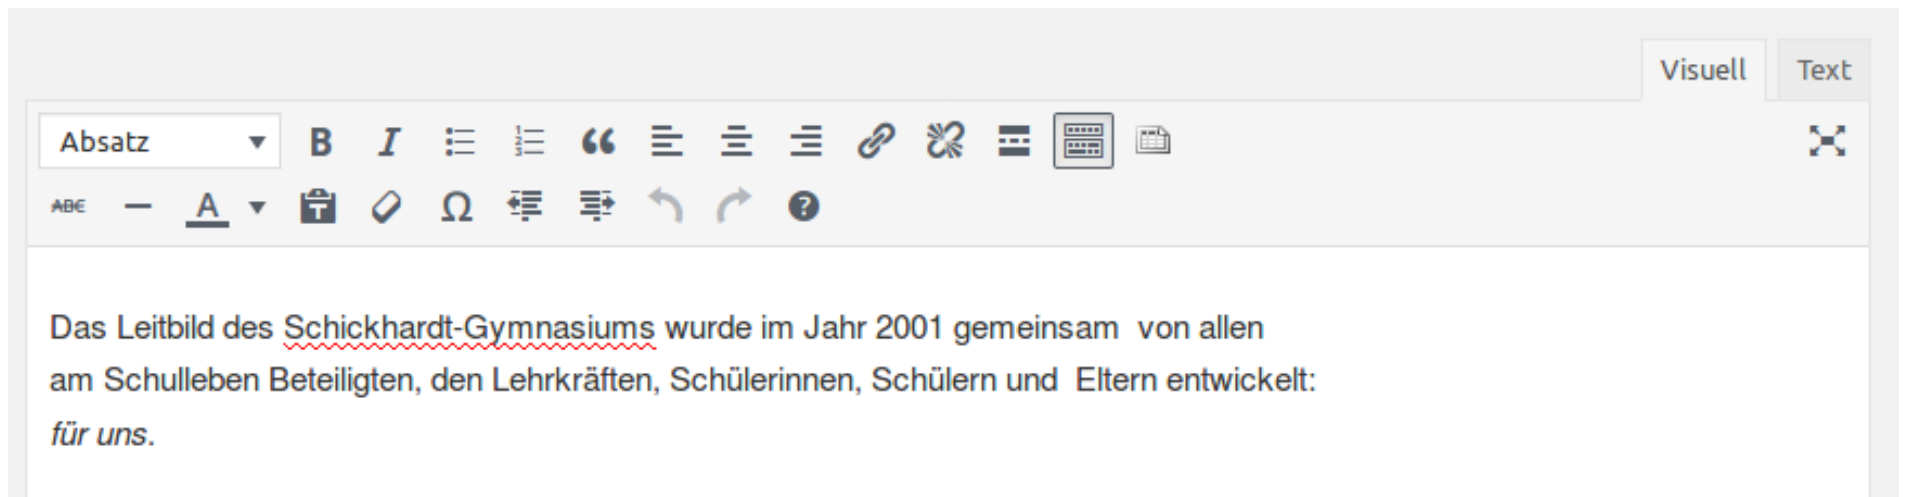 Visuell Text
Absatz B I
ABC A T Ω ?
Das Leitbild des Schickhardt-Gymnasiums wurde im Jahr 2001 gemeinsam  von allen
am Schulleben Beteiligten, den Lehrkräften, Schülerinnen, Schülern und  Eltern entwickelt:
für uns.